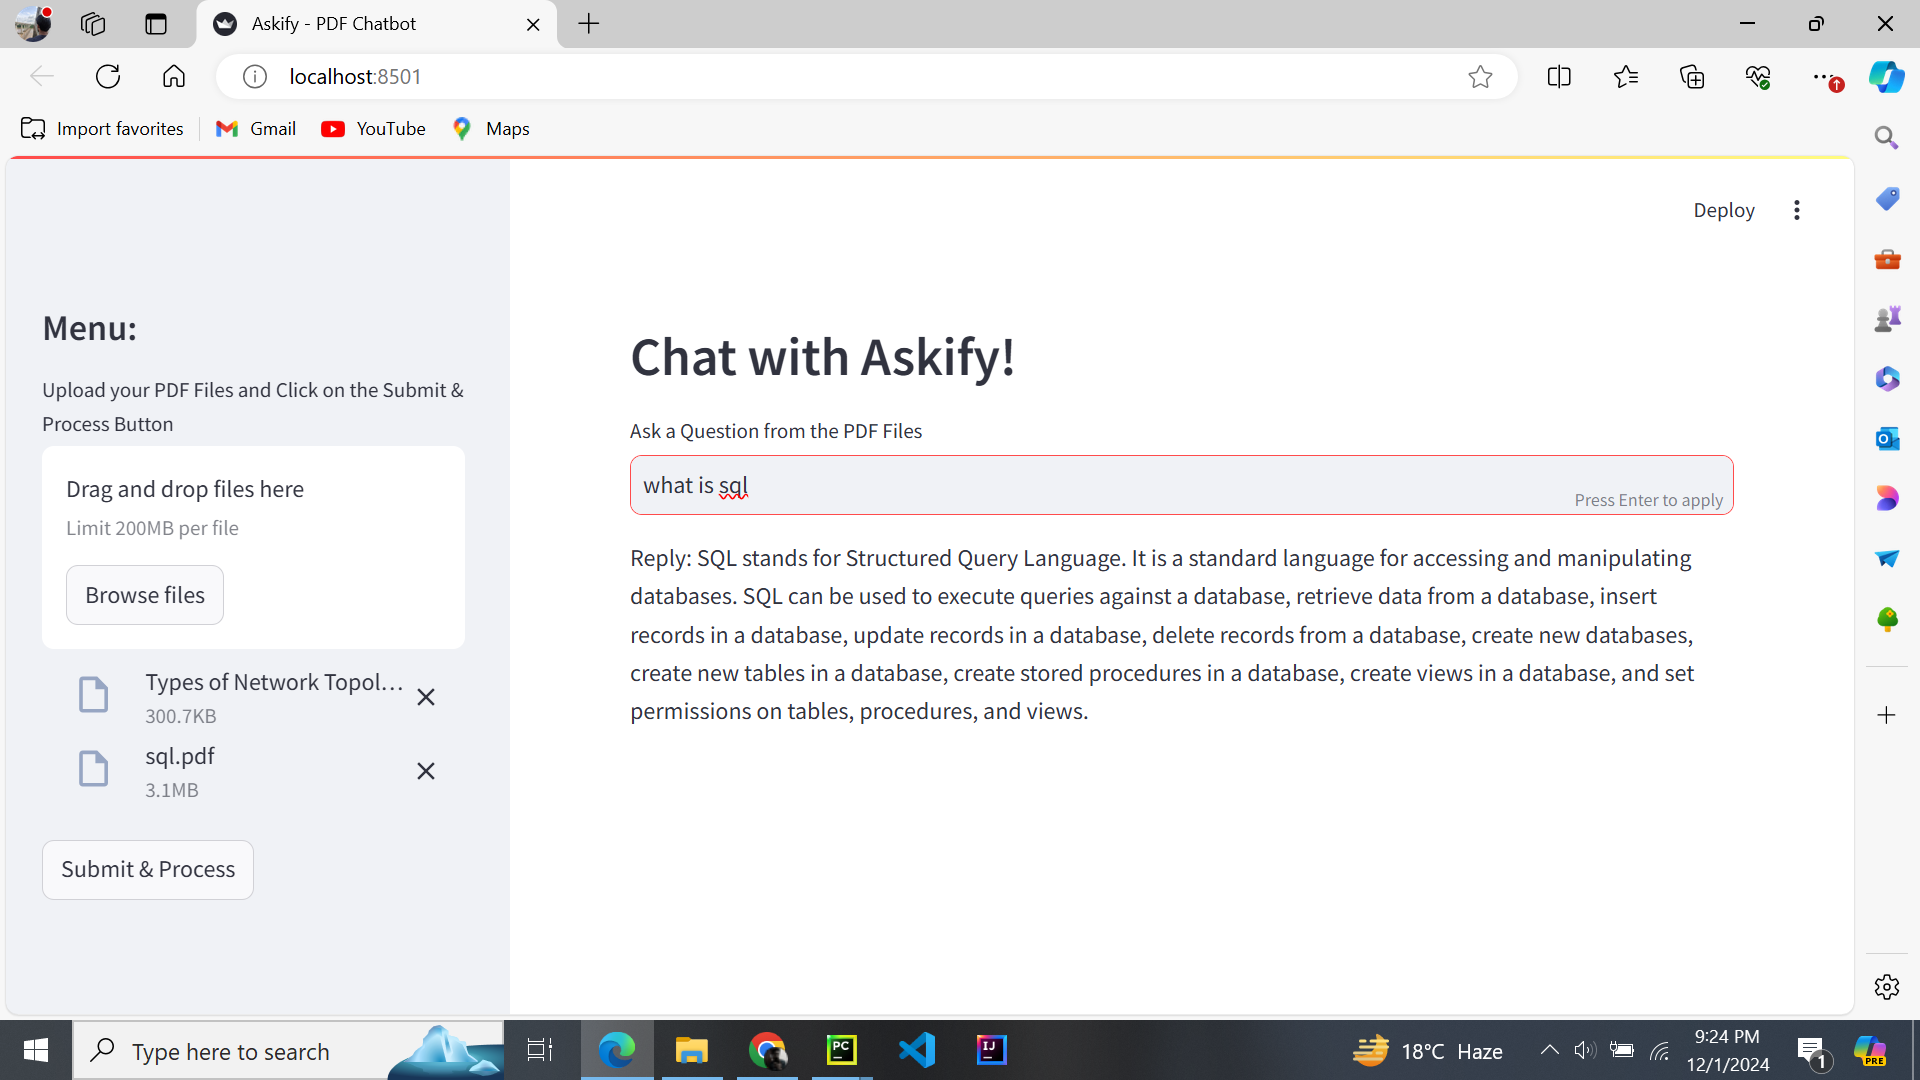 Askify - PDF Chatbot
localhost:8501
Import favorites
Gmail
YouTube
Maps
Deploy
Menu:
Upload your PDF Files and Click on the Submit &
Process Button
Drag and drop files here
Limit 200MB per file
Browse files
Types of Network Topol...
300.7KB
sql.pdf
3.1MB
Submit & Process
Chat with Askify!
Ask a Question from the PDF Files
what is sql
Press Enter to apply
Reply: SQL stands for Structured Query Language. It is a standard language for accessing and manipulating
databases. SQL can be used to execute queries against a database, retrieve data from a database, insert
records in a database, update records in a database, delete records from a database, create new databases,
create new tables in a database, create stored procedures in a database, create views in a database, and set
permissions on tables, procedures, and views.
Type here to search
PC
IJ
18°C Haze
9:24 PM
12/1/2024
1
PRE